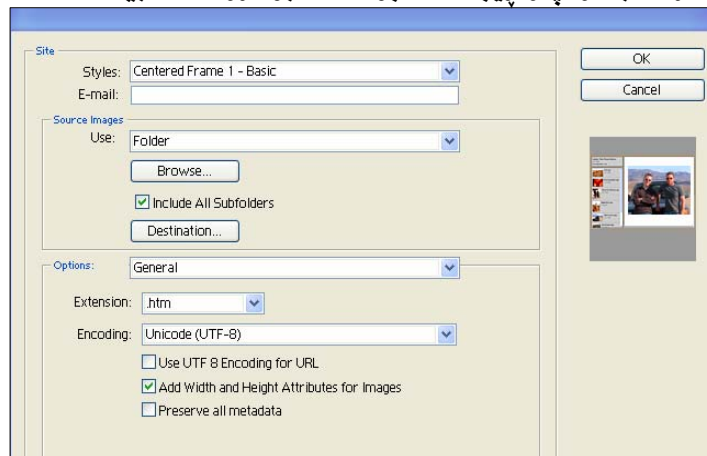 Site
Styles: Centered Frame 1 - Basic
E-mail:
Source Images
Use: Folder
Browse...
Include All Subfolders
Destination...
Options: General
Extension: .htm
Encoding: Unicode (UTF-8)
Use UTF 8 Encoding for URL
Add Width and Height Attributes for Images
Preserve all metadata
OK
Cancel